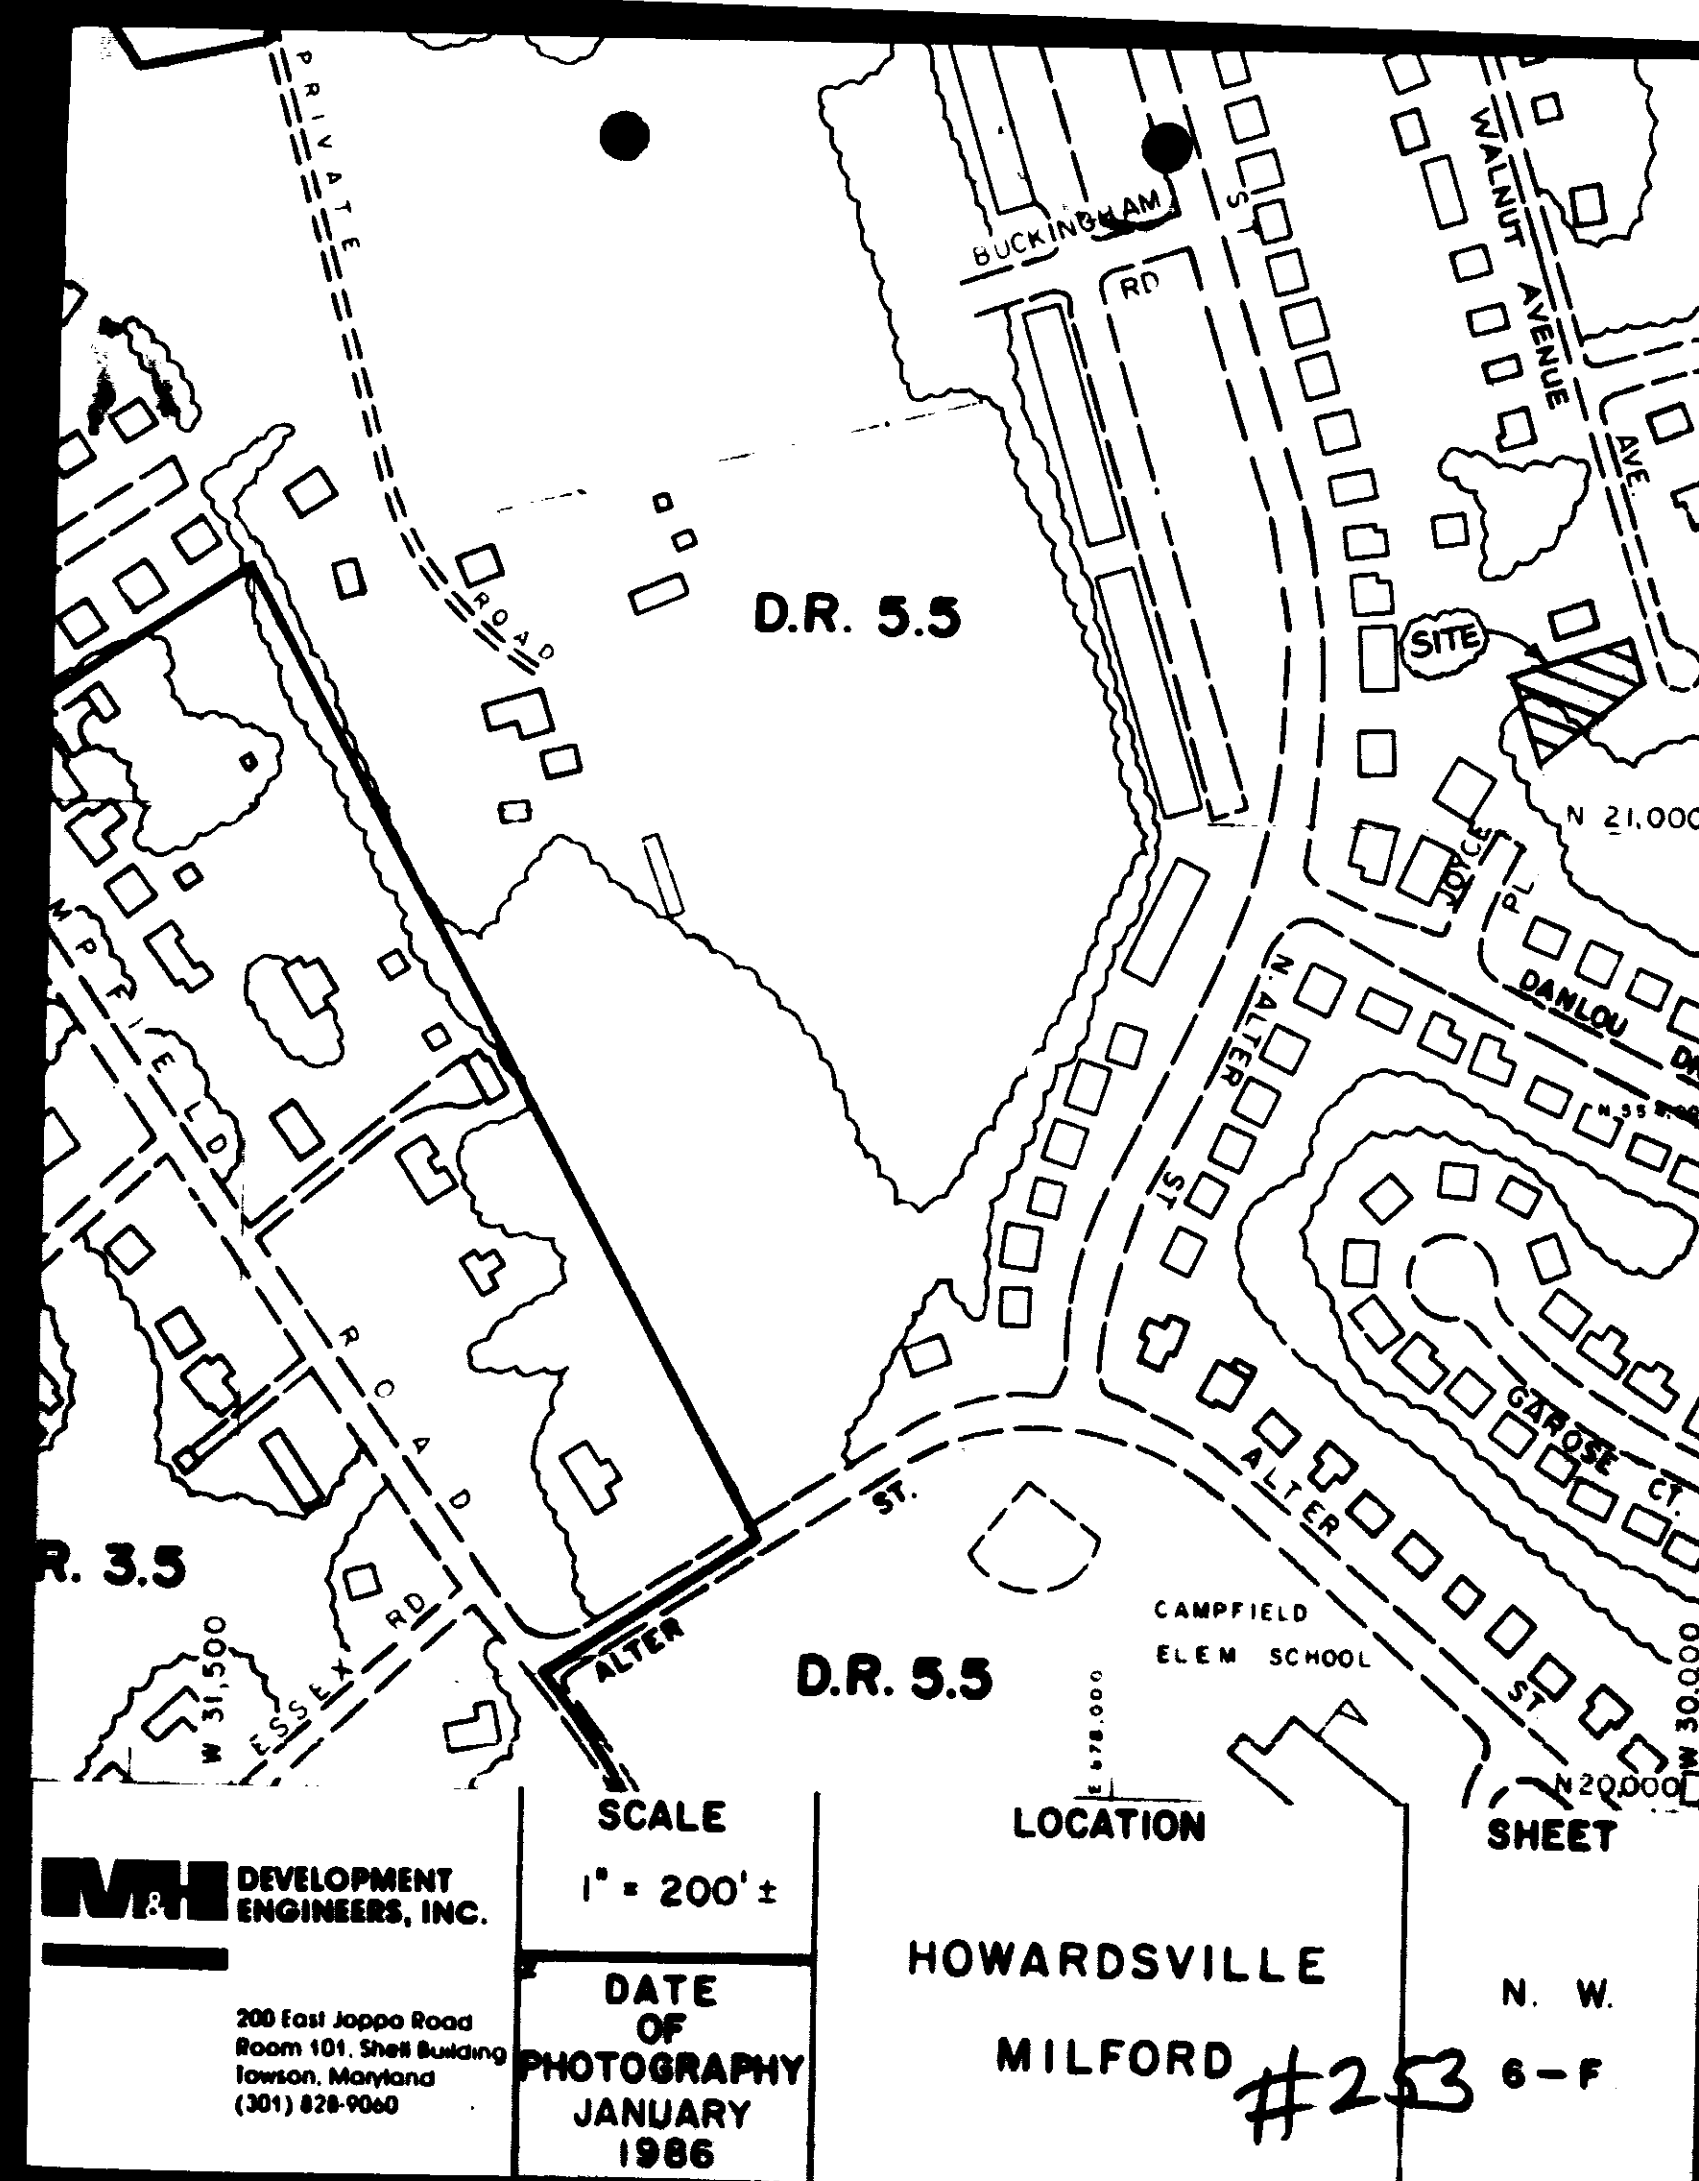 PRIVATE
ROAD
BUCKINGHAM
RD
ST
WALNUT AVENUE
AVE.
D.R. 5.5
SITE
N 21,000
JOYCE
PL
DANLOU
N. ALTER
ST
GAROSE CT.
ALTER
ST
ROAD
ST.
ALTER
R. 3.5
ESSEX RD
W 31,500
D.R. 5.5
CAMPFIELD
ELEM SCHOOL
E 678,000
W 30,000
N 20,000
M&H DEVELOPMENT
ENGINEERS, INC.
200 East Joppa Road
Room 101, Shell Building
Towson, Maryland
(301) 828-9060
SCALE
1" = 200' ±
DATE
OF
PHOTOGRAPHY
JANUARY
1986
LOCATION
HOWARDSVILLE
MILFORD
#253
SHEET
N. W.
6-F